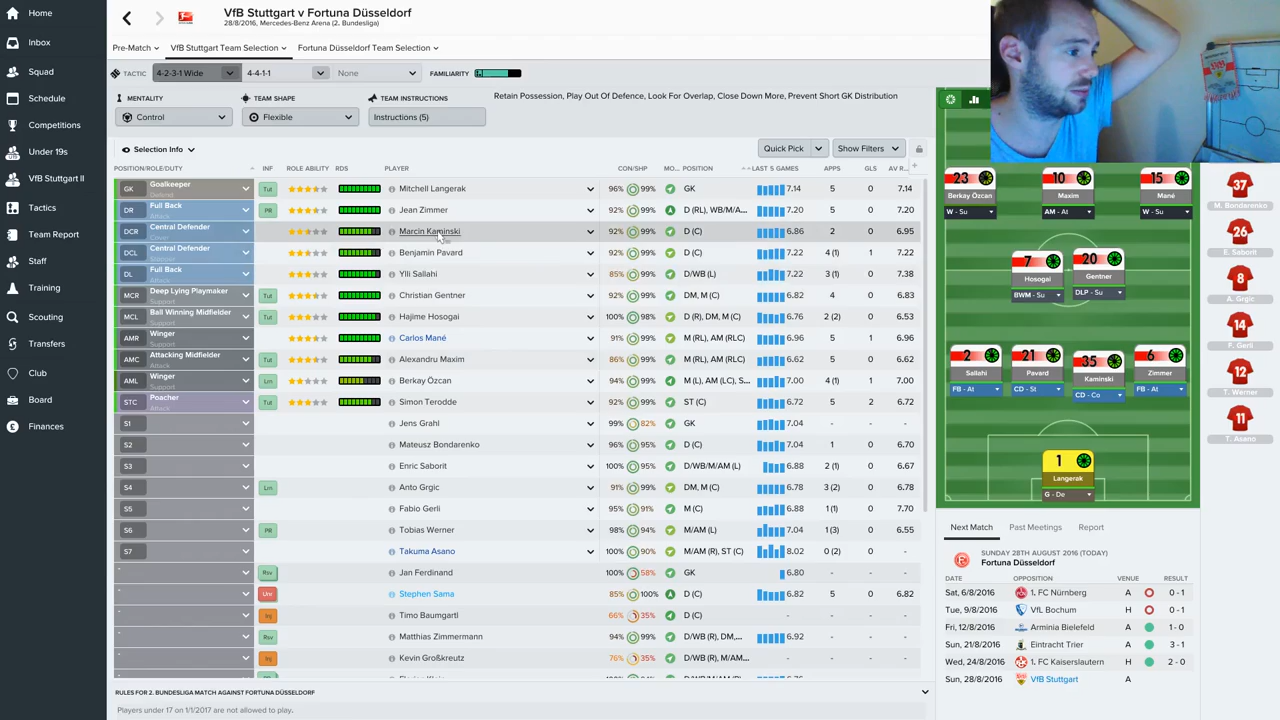 Home
Inbox
Squad
Schedule
Competitions
Under 19s
VfB Stuttgart II
Tactics
Team Report
Staff
Training
Scouting
Transfers
Club
Board
Finances
VfB Stuttgart v Fortuna Düsseldorf
28/8/2016, Mercedes-Benz Arena (2. Bundesliga)
Pre-Match VfB Stuttgart Team Selection Fortuna Düsseldorf Team Selection
TACTIC 4-2-3-1 Wide 4-4-1-1 None FAMILIARITY
MENTALITY TEAM SHAPE TEAM INSTRUCTIONS
Control Flexible Instructions (5)
Retain Possession, Play Out Of Defence, Look For Overlap, Close Down More, Prevent Short GK Distribution
Selection Info Quick Pick Show Filters
POSITION/ROLE/DUTY INF ROLE ABILITY RDS PLAYER CON/SHP MO... POSITION LAST 5 GAMES APPS GLS AV R...
GK Goalkeeper Defend Tut Mitchell Langerak 96% 99% GK 7.14 5 - 7.14
DR Full Back Attack PR Jean Zimmer 92% 99% D (RL), WB/M/A... 7.20 5 0 7.20
DCR Central Defender Cover Marcin Kaminski 92% 99% D (C) 6.86 2 0 6.95
DCL Central Defender Stopper Benjamin Pavard 92% 99% D (C) 7.22 3 (1) 0 7.22
DL Full Back Attack Ylli Sallahi 85% 99% D/WB (L) 7.22 3 (1) 0 7.38
MCR Deep Lying Playmaker Support Tut Christian Gentner 92% 99% DM, M (C) 6.82 4 0 6.83
MCL Ball Winning Midfielder Support Tut Hajime Hosogai 100% 98% D (R), DM, M (C) 6.76 2 0 6.53
AMR Winger Support Carlos Mané 91% 99% M (RL), AM (RLC) 6.96 5 1 6.96
AMC Attacking Midfielder Attack Tut Alexandru Maxim 86% 99% M (RL), AM (RLC) 6.62 5 0 6.62
AML Winger Support Lrn Berkay Özcan 94% 99% M (L), AM (LC), S... 7.00 4 (1) 1 7.00
STC Poacher Attack Tut Simon Terodde 92% 99% ST (C) 6.72 5 2 6.72
S1 Jens Grahl 99% 82% GK 7.04 - - -
S2 Mateusz Bondarenko 96% 95% D (C) 7.04 1 0 6.70
S3 Enric Saborit 100% 95% D/WB/M/AM (L) 6.88 2 (1) 0 6.67
S4 Lrn Anto Grgic 91% 99% DM, M (C) 6.76 3 (2) 0 6.78
S5 Fabio Gerli 91% 99% M (C) 6.91 1 (1) 0 7.70
S6 PR Tobias Werner 98% 94% M/AM (L) 7.04 1 (3) 0 6.55
S7 Takuma Asano 100% 90% M/AM (R), ST (C) 8.02 0 (2) 0 -
- Rsv Jan Ferdinand 100% 58% GK 6.80 - - -
- Unv Stephen Sama 85% 100% D (C) 6.82 5 0 6.82
- Inj Timo Baumgartl 66% 35% D (C) - - -
- Rsv Matthias Zimmermann 94% 99% D/WB (R), DM,... 6.92 - - -
- Inj Kevin Großkreutz 76% 35% D/WB (R), M/AM... - - -
RULES FOR 2. BUNDESLIGA MATCH AGAINST FORTUNA DÜSSELDORF
Players under 17 on 1/1/2017 are not allowed to play.
23 10 15
Berkay Özcan Maxim Mané
W - Su AM - At W - Su
7 20
Hosogai Gentner
BWM - Su DLP - Su
2 21 35 6
Sallahi Pavard Kaminski Zimmer
FB - At CD - St CD - Co FB - At
1
Langerak
G - De
37
M. Bonderenko
26
E. Saborit
8
A. Grgic
14
F. Gerli
12
T. Werner
11
T. Asano
Next Match Past Meetings Report
SUNDAY 28TH AUGUST 2016 (TODAY)
Fortuna Düsseldorf
DATE OPPOSITION VENUE RESULT
Sat, 6/8/2016 1. FC Nürnberg A 0 - 1
Tue, 9/8/2016 VfL Bochum H 0 - 1
Fri, 12/8/2016 Arminia Bielefeld A 1 - 0
Sun, 21/8/2016 Eintracht Trier A 3 - 1
Wed, 24/8/2016 1. FC Kaiserslautern H 2 - 0
Sun, 28/8/2016 VfB Stuttgart A